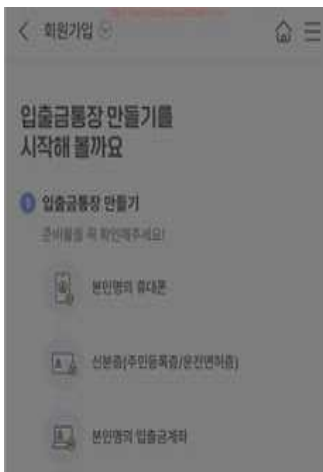 회원가입
입출금통장 만들기를
시작해 볼까요
1 입출금통장 만들기
준비물을 꼭 확인해주세요!
본인명의 휴대폰
신분증(주민등록증/운전면허증)
본인명의 입출금계좌